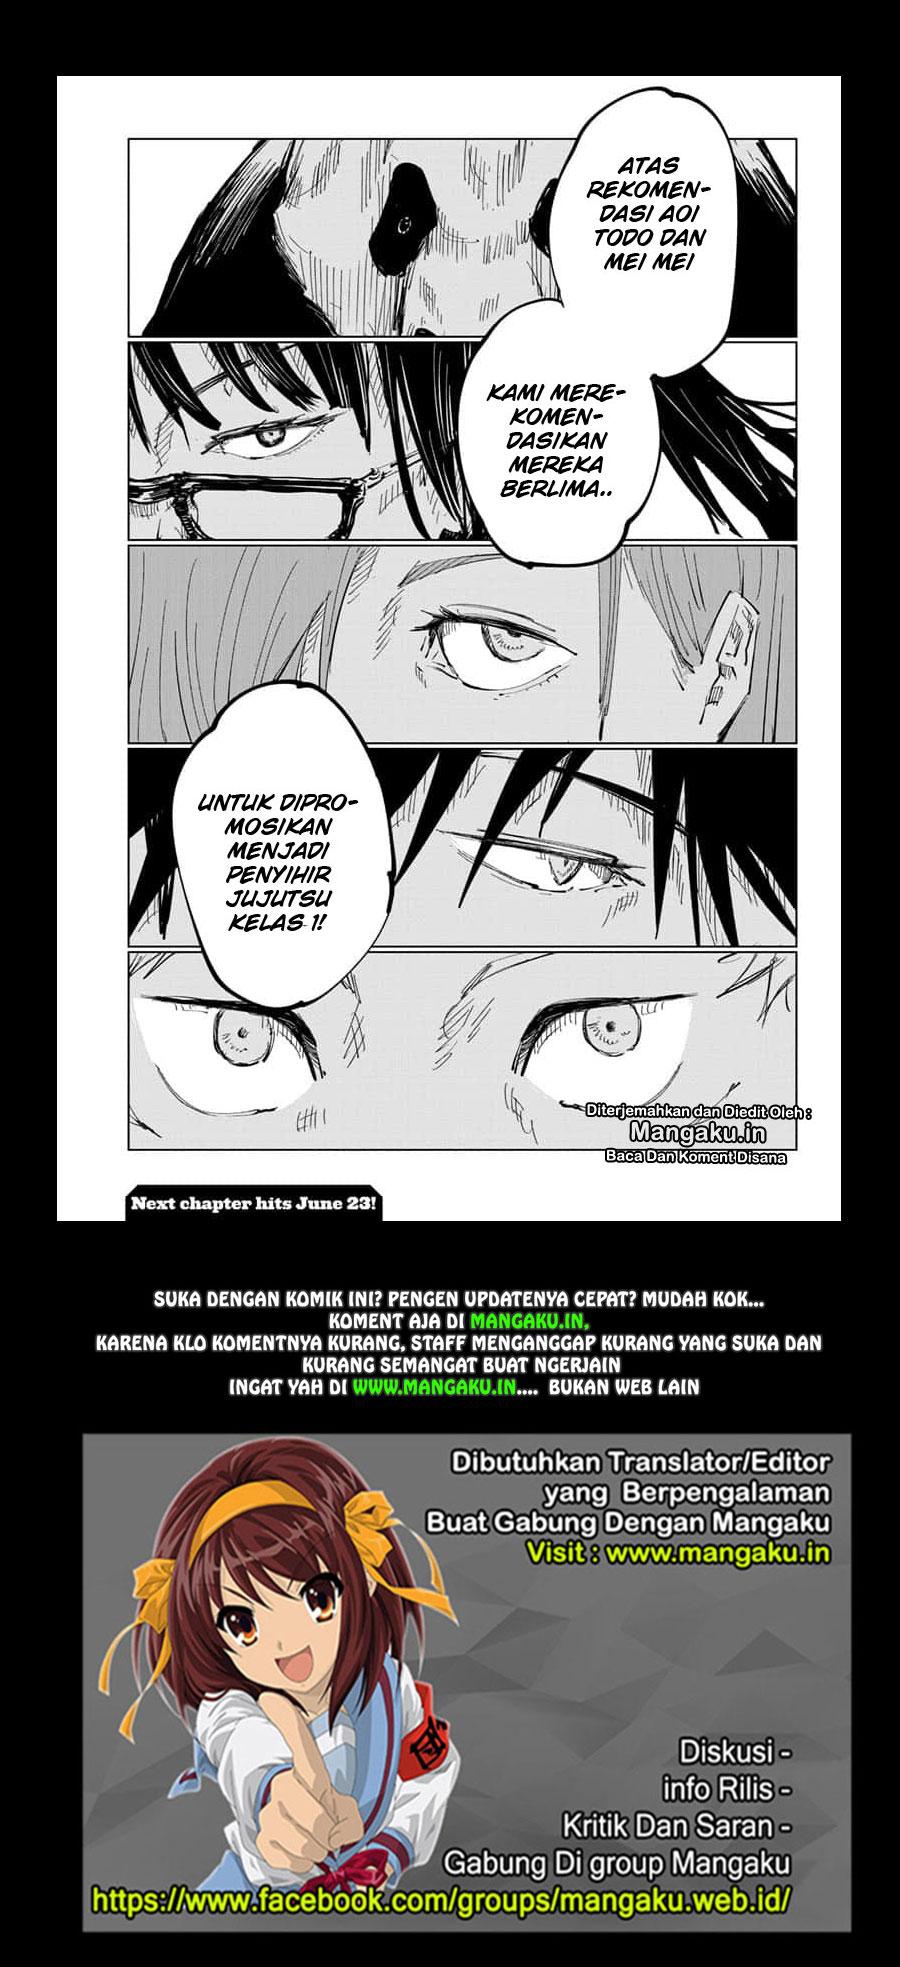 ATAS
REKOMEN-
DASI AOI
TODO DAN
MEI MEI
KAMI MERE-
KOMEN-
DASIKAN
MEREKA
BERLIMA..
UNTUK DIPRO-
MOSIKAN
MENJADI
PENYIHIR
JUJUTSU
KELAS 1!
Diterjemahkan dan Diedit Oleh :
Mangaku.in
Baca Dan Koment Disana
Next chapter hits June 23!
SUKA DENGAN KOMIK INI? PENGEN UPDATENYA CEPAT? MUDAH KOK...
KOMENT AJA DI MANGAKU.IN,
KARENA KLO KOMENTNYA KURANG, STAFF MENGANGGAP KURANG YANG SUKA DAN
KURANG SEMANGAT BUAT NGERJAIN
INGAT YAH DI WWW.MANGAKU.IN.... BUKAN WEB LAIN
Dibutuhkan Translator/Editor
yang Berpengalaman
Buat Gabung Dengan Mangaku
Visit : www.mangaku.in
団
Diskusi -
info Rilis -
Kritik Dan Saran -
Gabung Di group Mangaku
https://www.facebook.com/groups/mangaku.web.id/